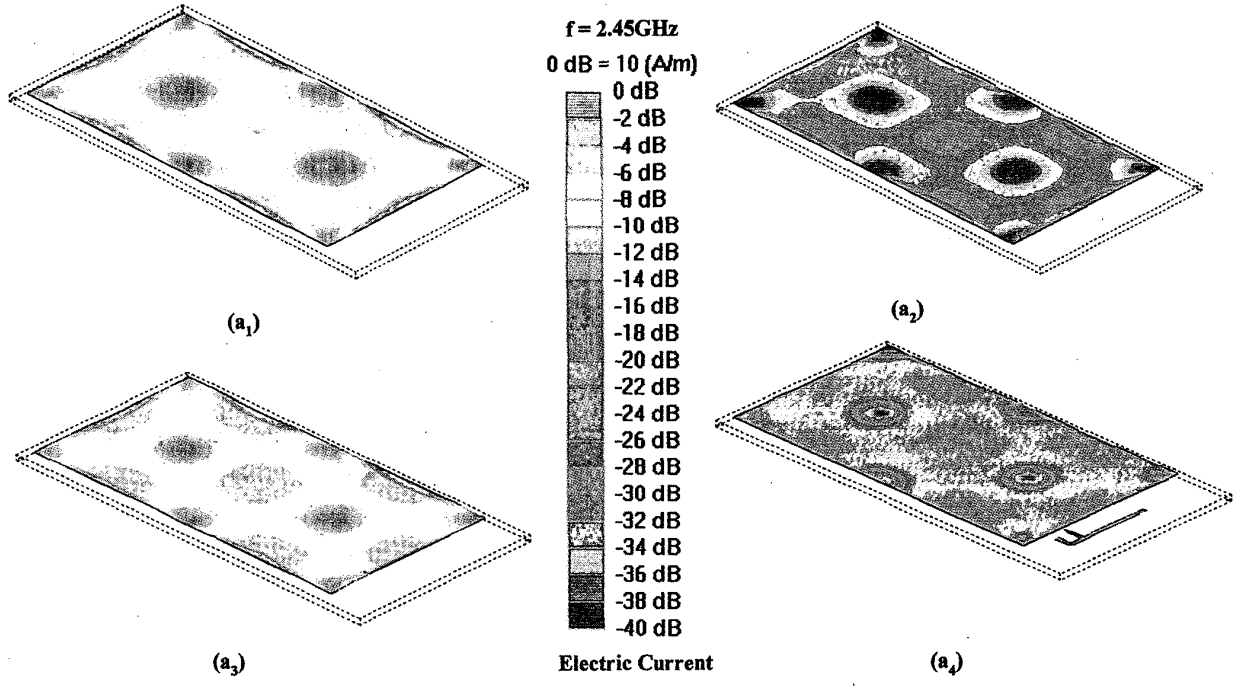 f = 2.45GHz
0 dB = 10 (A/m)
0 dB
-2 dB
-4 dB
-6 dB
-8 dB
-10 dB
-12 dB
-14 dB
-16 dB
-18 dB
-20 dB
-22 dB
-24 dB
-26 dB
-28 dB
-30 dB
-32 dB
-34 dB
-36 dB
-38 dB
-40 dB
Electric Current
(a₁)
(a₂)
(a₃)
(a₄)